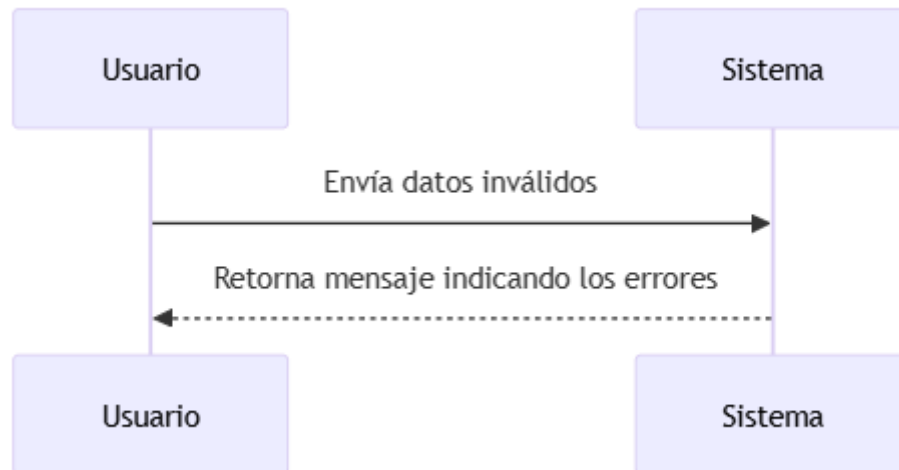 Usuario
Sistema
Envía datos inválidos
Retorna mensaje indicando los errores
Usuario
Sistema